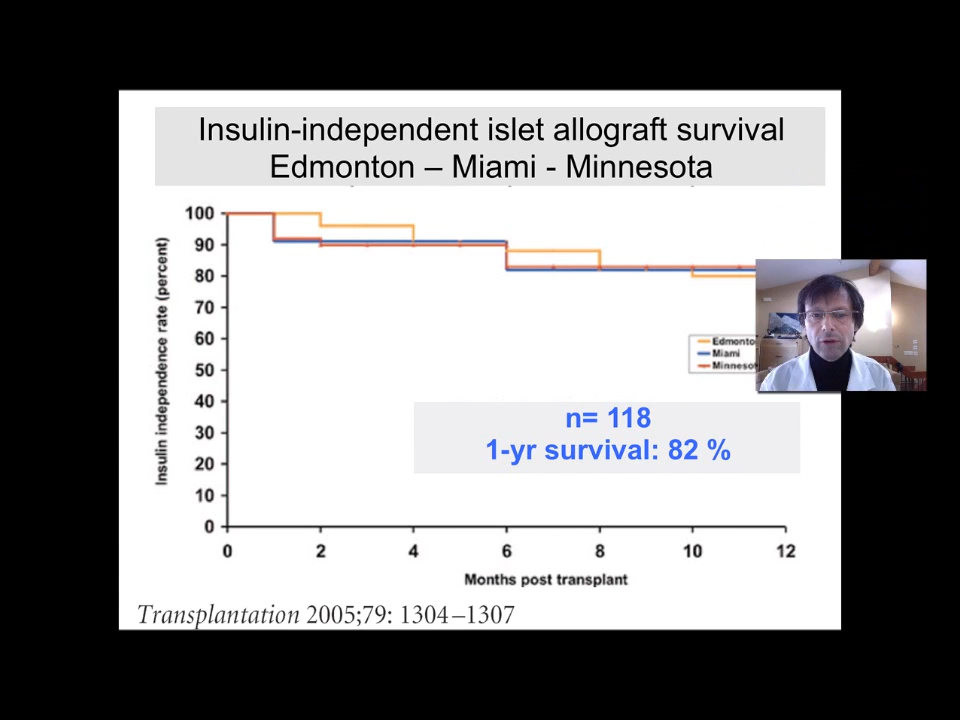 Insulin-independent islet allograft survival
Edmonton – Miami - Minnesota
Insulin independence rate (percent)
100
90
80
70
60
50
40
30
20
10
0
Miami
n= 118
1-yr survival: 82 %
0 2 4 6 8 10 12
Months post transplant
Transplantation 2005;79: 1304–1307